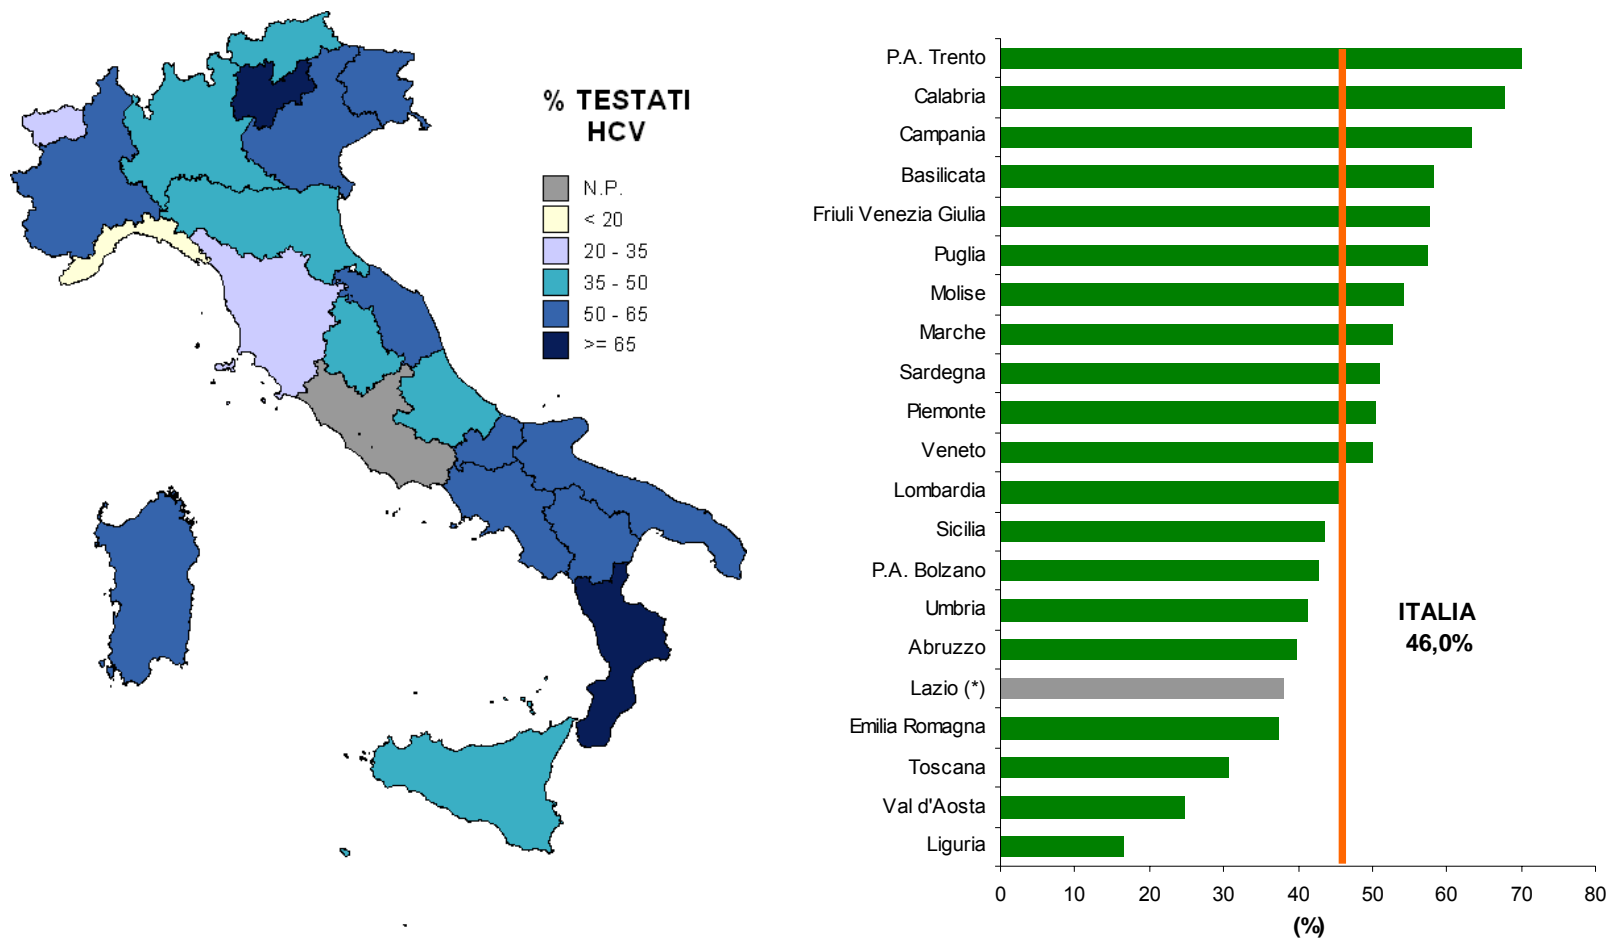 % TESTATI
HCV
N.P.
< 20
20 - 35
35 - 50
50 - 65
>= 65
P.A. Trento
Calabria
Campania
Basilicata
Friuli Venezia Giulia
Puglia
Molise
Marche
Sardegna
Piemonte
Veneto
Lombardia
Sicilia
P.A. Bolzano
Umbria
Abruzzo
Lazio (*)
Emilia Romagna
Toscana
Val d'Aosta
Liguria
ITALIA
46,0%
0 10 20 30 40 50 60 70 80
(%)